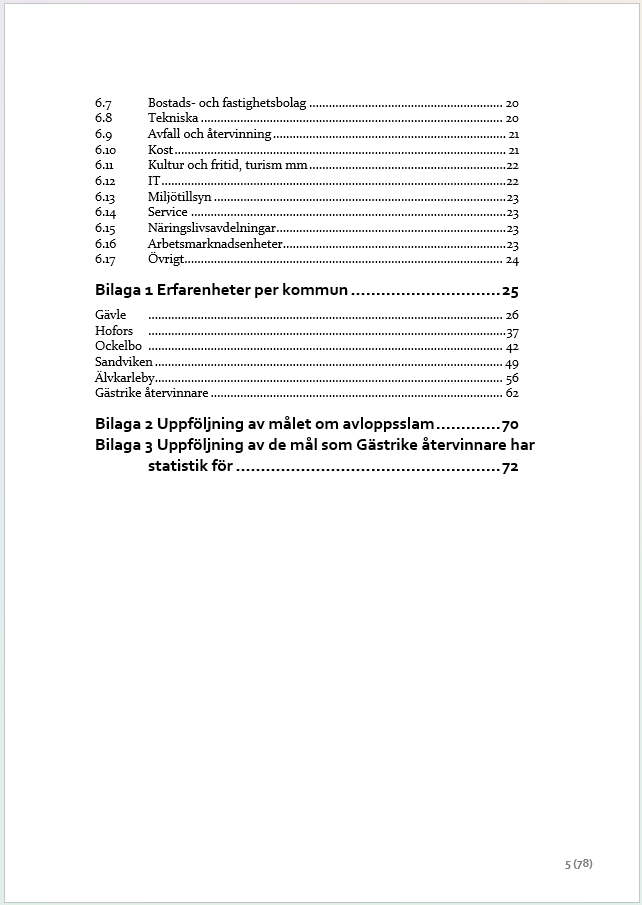 6.7 Bostads- och fastighetsbolag ........................................................... 20
6.8 Tekniska ............................................................................................ 20
6.9 Avfall och återvinning ...................................................................... 21
6.10 Kost .................................................................................................... 21
6.11 Kultur och fritid, turism mm ............................................................ 22
6.12 IT ........................................................................................................ 22
6.13 Miljötillsyn ........................................................................................ 23
6.14 Service ............................................................................................... 23
6.15 Näringslivsavdelningar ..................................................................... 23
6.16 Arbetsmarknadsenheter ................................................................... 23
6.17 Övrigt ................................................................................................. 24
Bilaga 1 Erfarenheter per kommun .............................. 25
Gävle ............................................................................................................ 26
Hofors ........................................................................................................... 37
Ockelbo ........................................................................................................ 42
Sandviken ..................................................................................................... 49
Älvkarleby ..................................................................................................... 56
Gästrike återvinnare ..................................................................................... 62
Bilaga 2 Uppföljning av målet om avloppsslam ............. 70
Bilaga 3 Uppföljning av de mål som Gästrike återvinnare har
statistik för ..................................................... 72
5 (78)